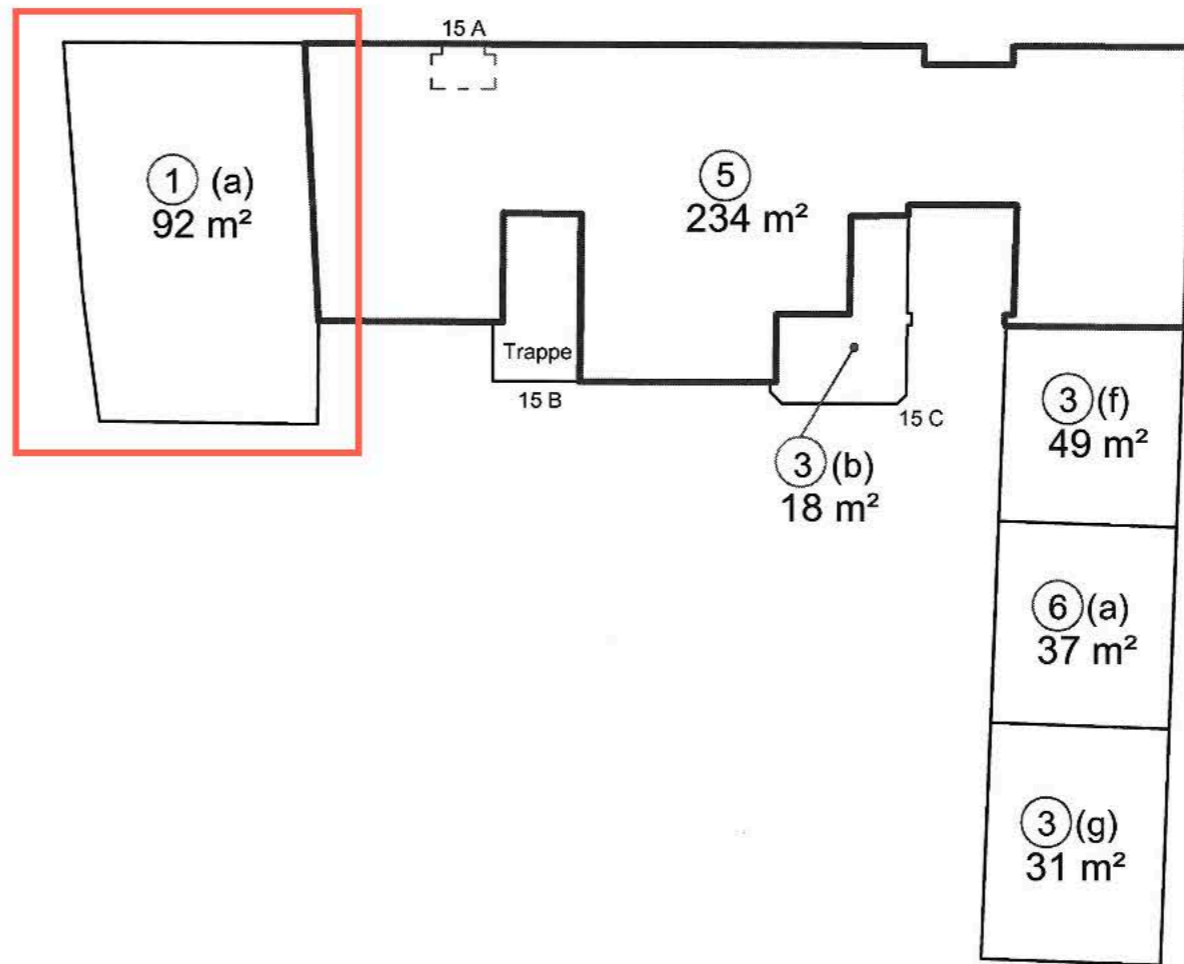 15 A
1 (a)
92 m²
5
234 m²
Trappe
15 B
15 C
3 (b)
18 m²
3 (f)
49 m²
6 (a)
37 m²
3 (g)
31 m²